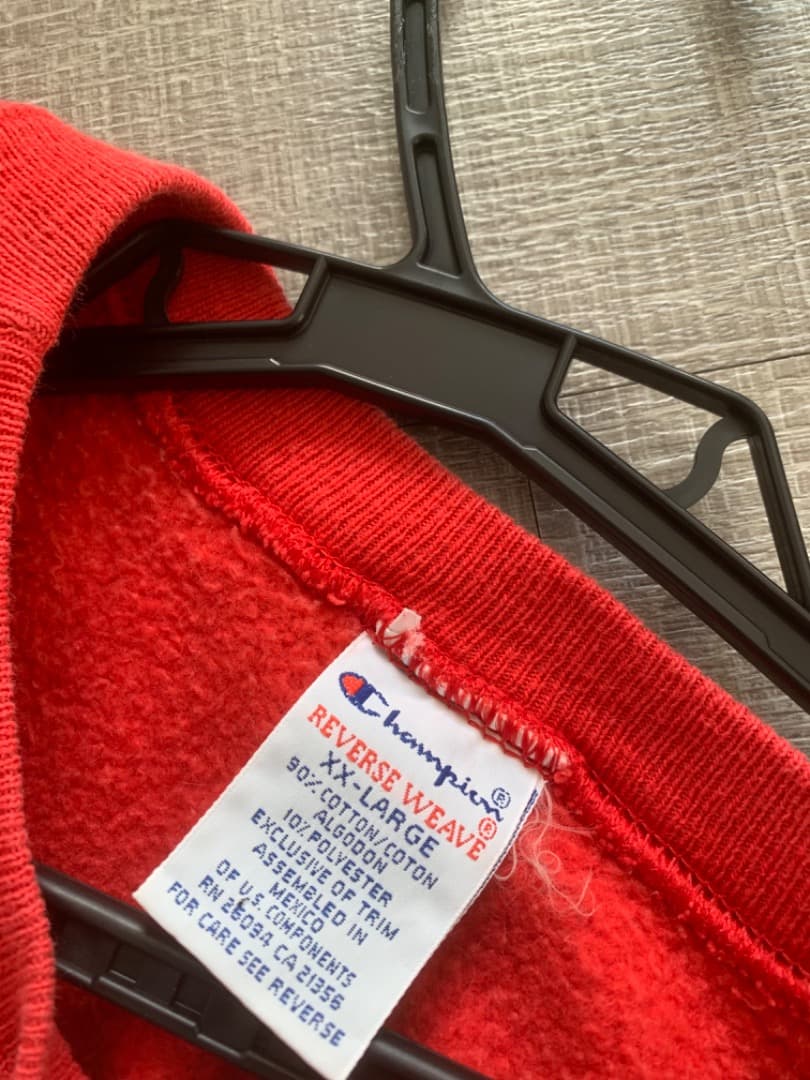 Champion®
REVERSE WEAVE®
XX-LARGE
90% COTTON/COTON
ALGODON
10% POLYESTER
EXCLUSIVE OF TRIM
ASSEMBLED IN
MEXICO
OF U.S. COMPONENTS
RN 26094 CA 21356
FOR CARE SEE REVERSE